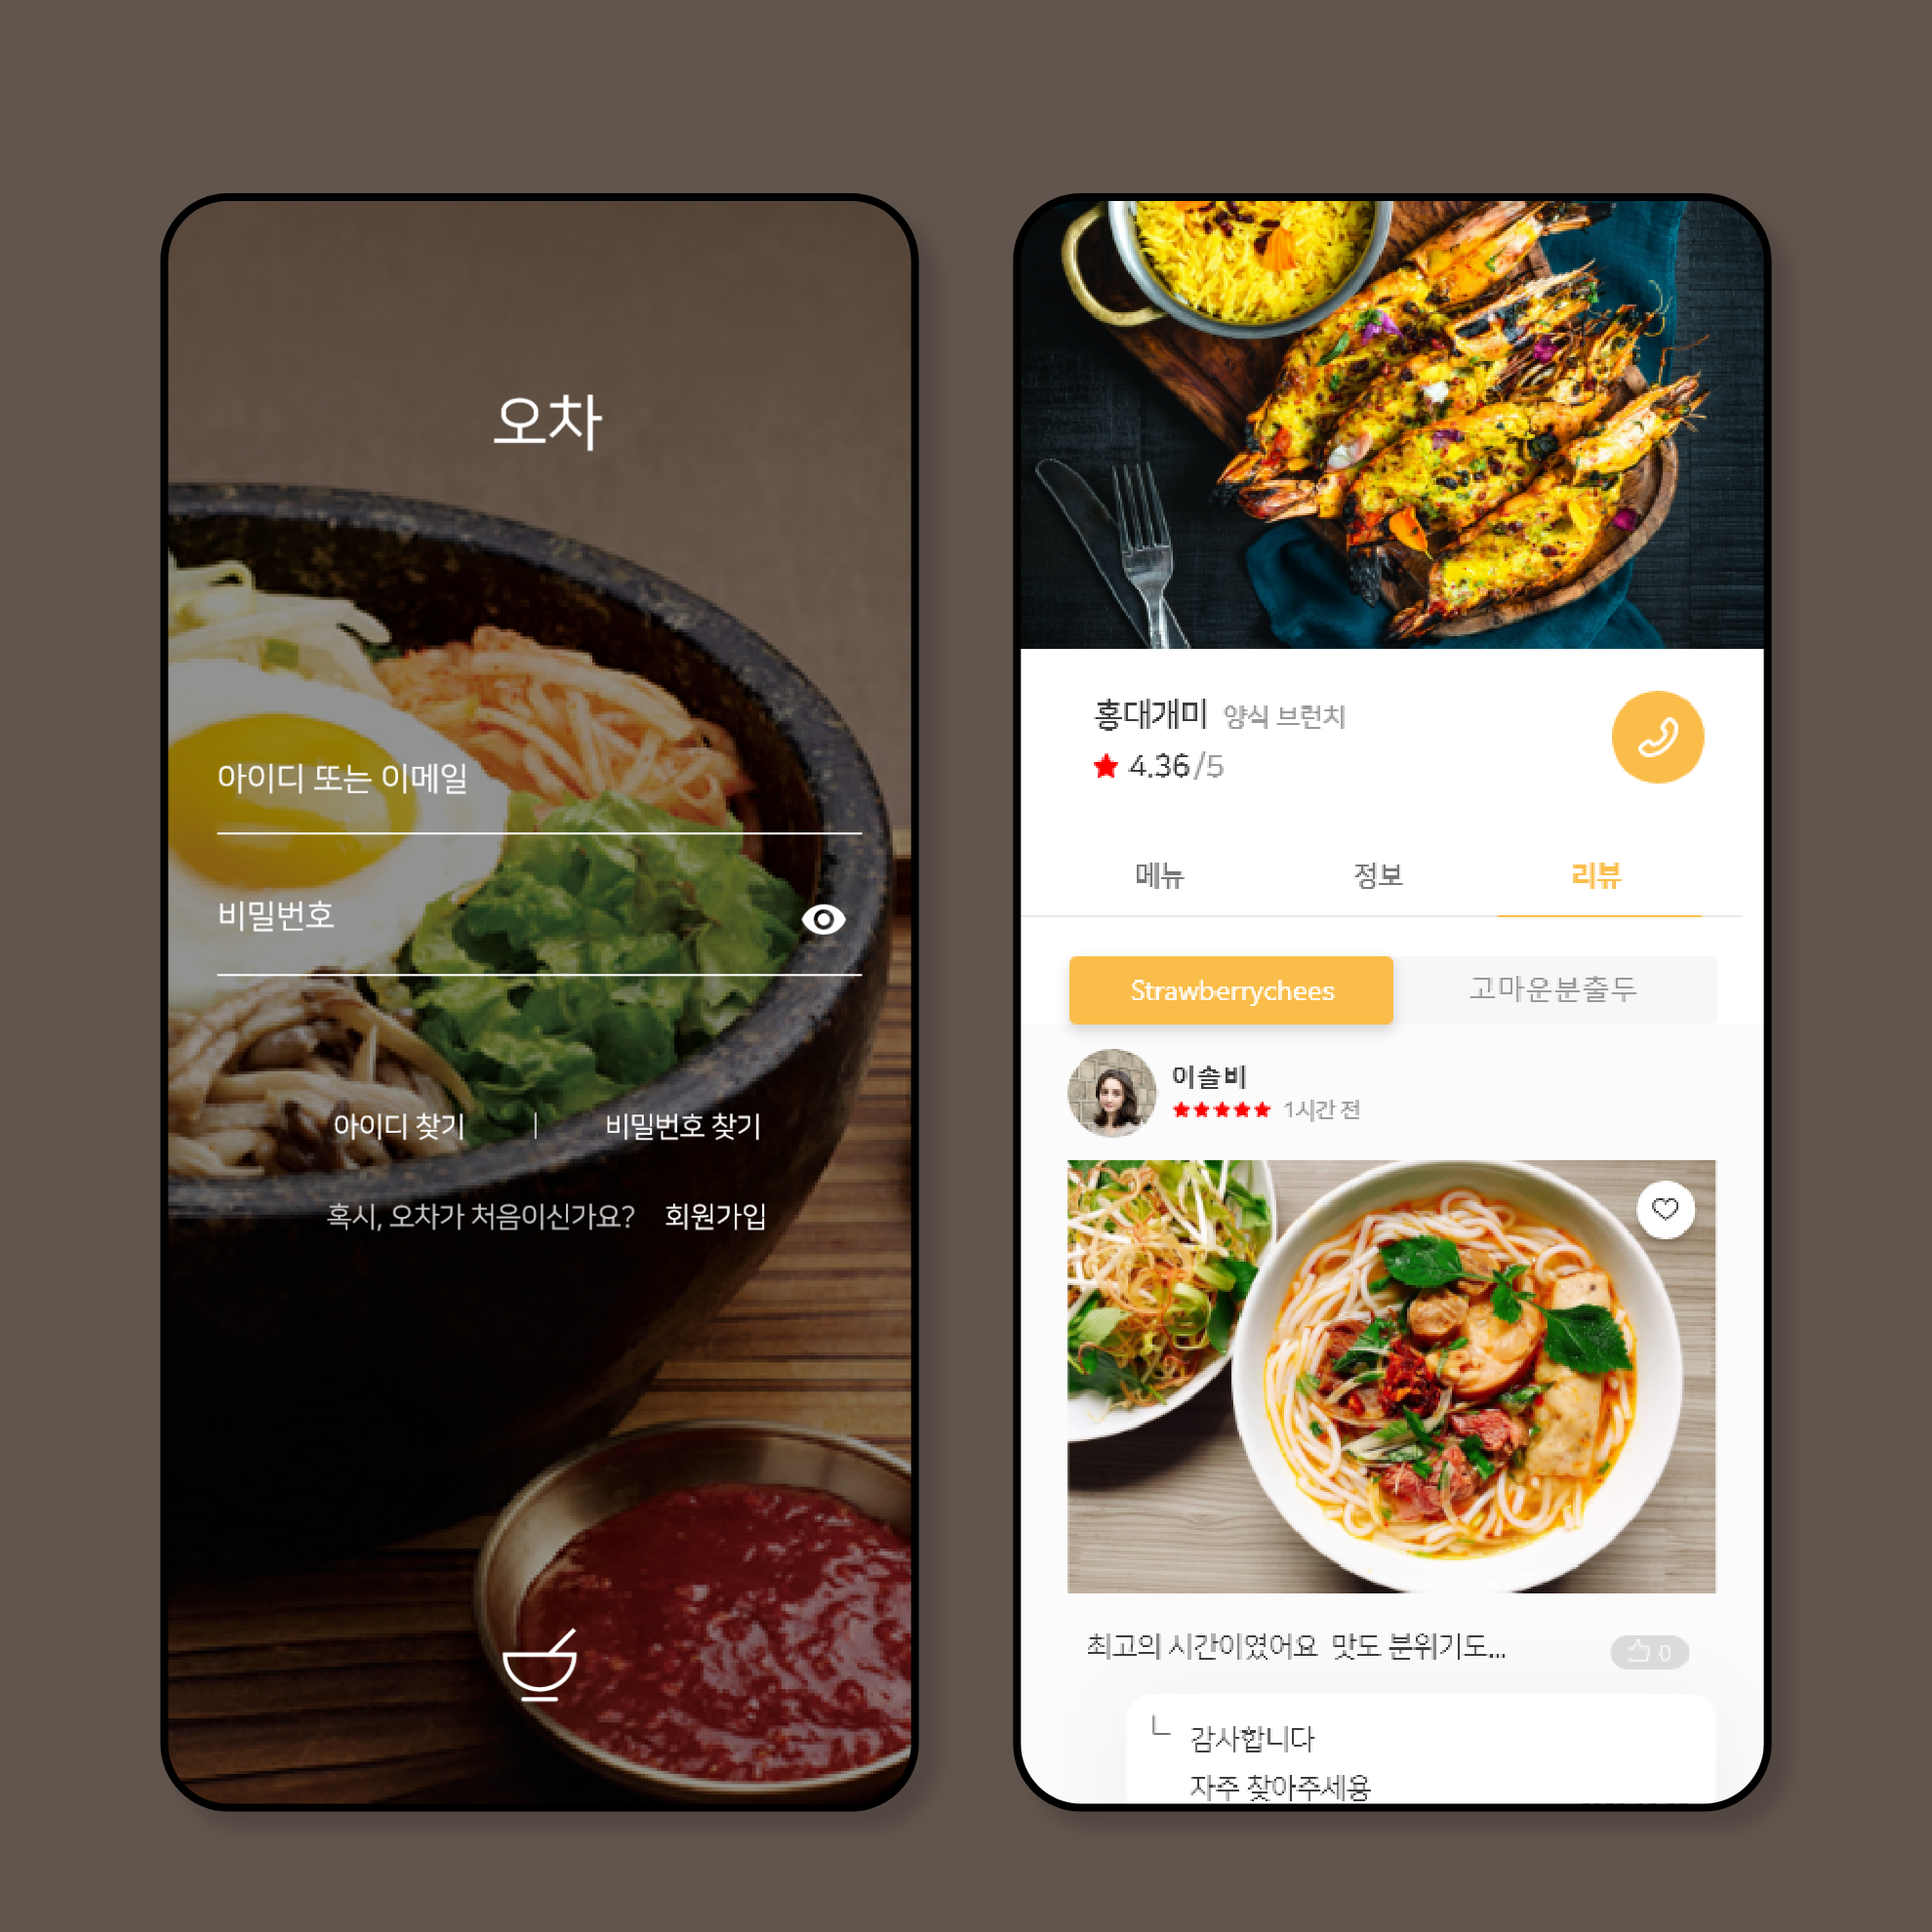 오차
아이디 또는 이메일
비밀번호
아이디 찾기 | 비밀번호 찾기
혹시, 오차가 처음이신가요? 회원가입
홍대개미 양식 브런치
4.36/5
메뉴 정보 리뷰
Strawberrychees 고마운분출두
이솔비
1시간 전
최고의 시간이였어요 맛도 분위기도...
0
감사합니다
자주 찾아주세용